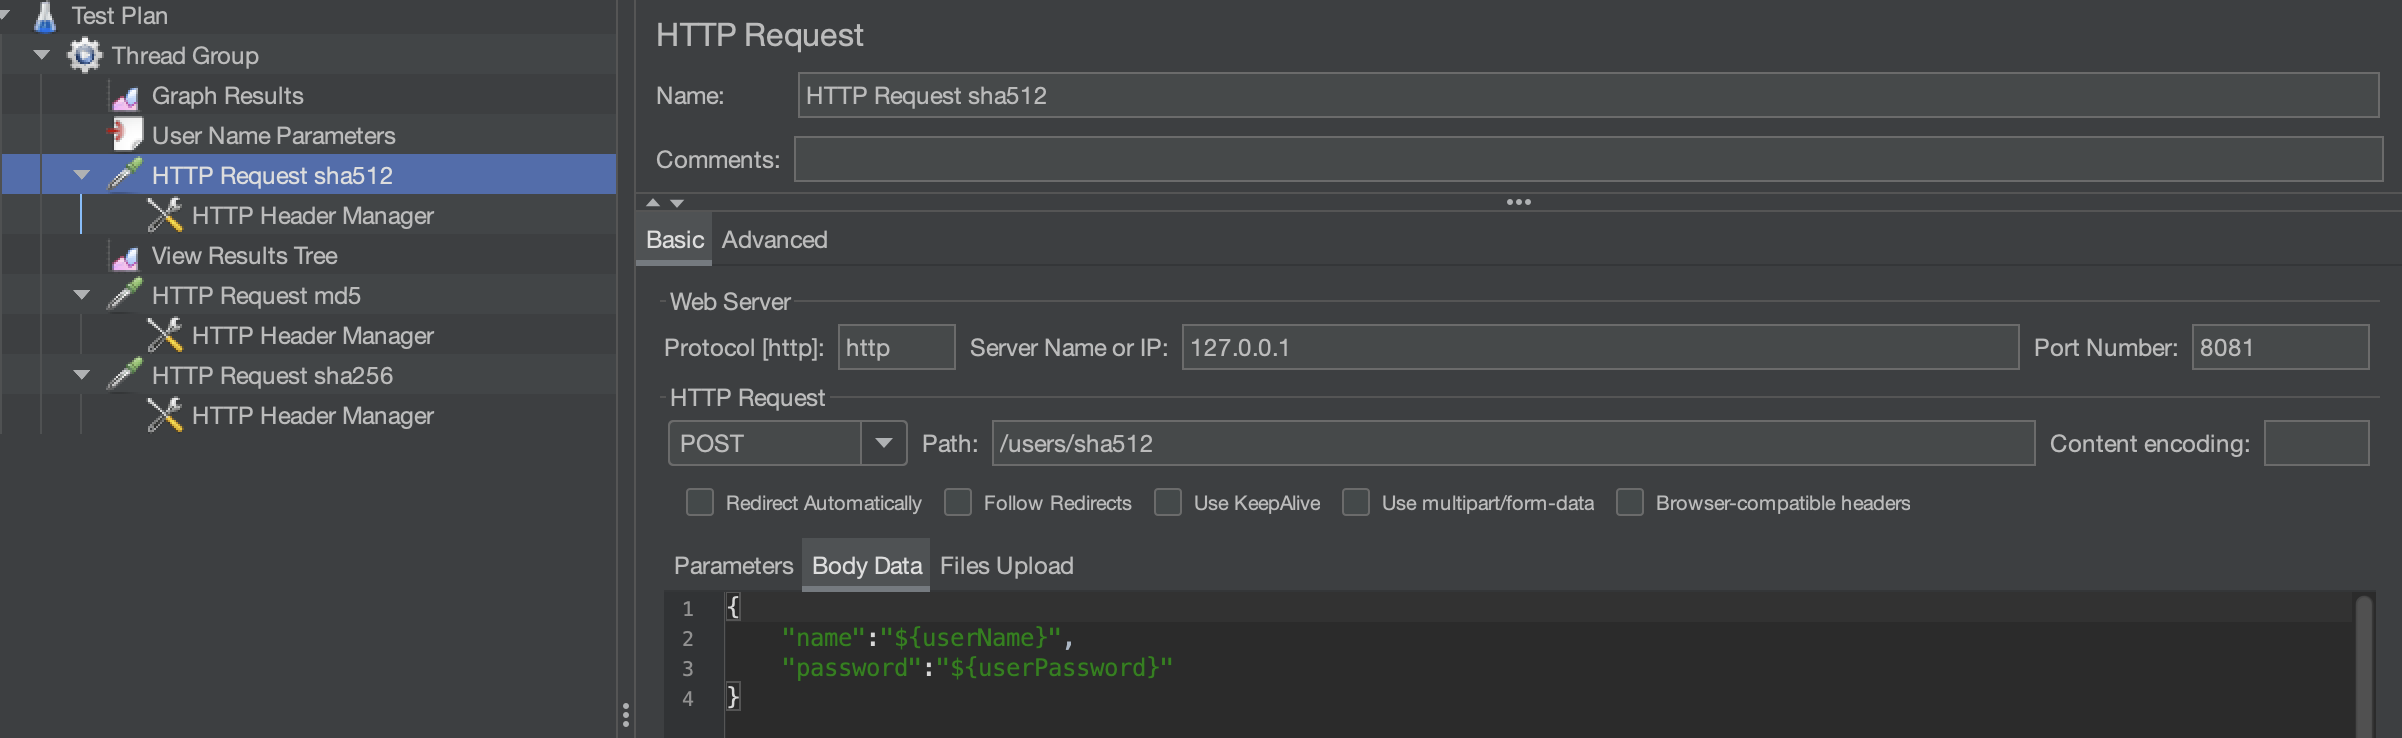 Test Plan
Thread Group
Graph Results
User Name Parameters
HTTP Request sha512
HTTP Header Manager
View Results Tree
HTTP Request md5
HTTP Header Manager
HTTP Request sha256
HTTP Header Manager
HTTP Request
Name: HTTP Request sha512
Comments:
Basic Advanced
Web Server
Protocol [http]: http Server Name or IP: 127.0.0.1 Port Number: 8081
HTTP Request
POST Path: /users/sha512 Content encoding:
Redirect Automatically Follow Redirects Use KeepAlive Use multipart/form-data Browser-compatible headers
Parameters Body Data Files Upload
1 {
2 "name":"${userName}",
3 "password":"${userPassword}"
4 }